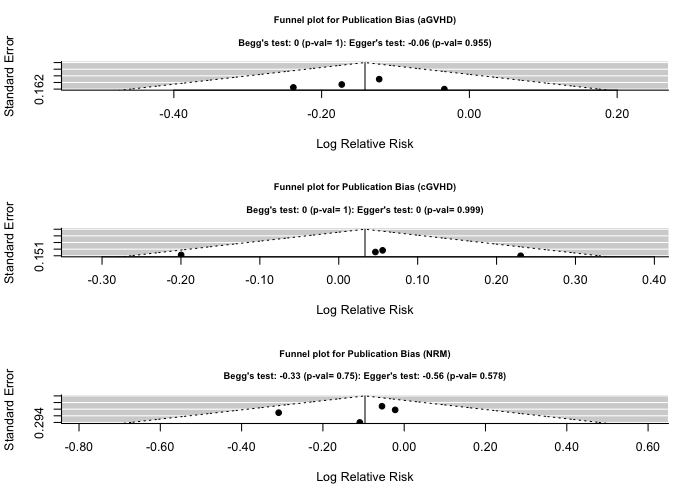 Funnel plot for Publication Bias (aGVHD)
Begg's test: 0 (p-val= 1): Egger's test: -0.06 (p-val= 0.955)
Standard Error
0.162
-0.40 -0.20 0.00 0.20
Log Relative Risk
Funnel plot for Publication Bias (cGVHD)
Begg's test: 0 (p-val= 1): Egger's test: 0 (p-val= 0.999)
Standard Error
0.151
-0.30 -0.20 -0.10 0.00 0.10 0.20 0.30 0.40
Log Relative Risk
Funnel plot for Publication Bias (NRM)
Begg's test: -0.33 (p-val= 0.75): Egger's test: -0.56 (p-val= 0.578)
Standard Error
0.294
-0.80 -0.60 -0.40 -0.20 0.00 0.20 0.40 0.60
Log Relative Risk